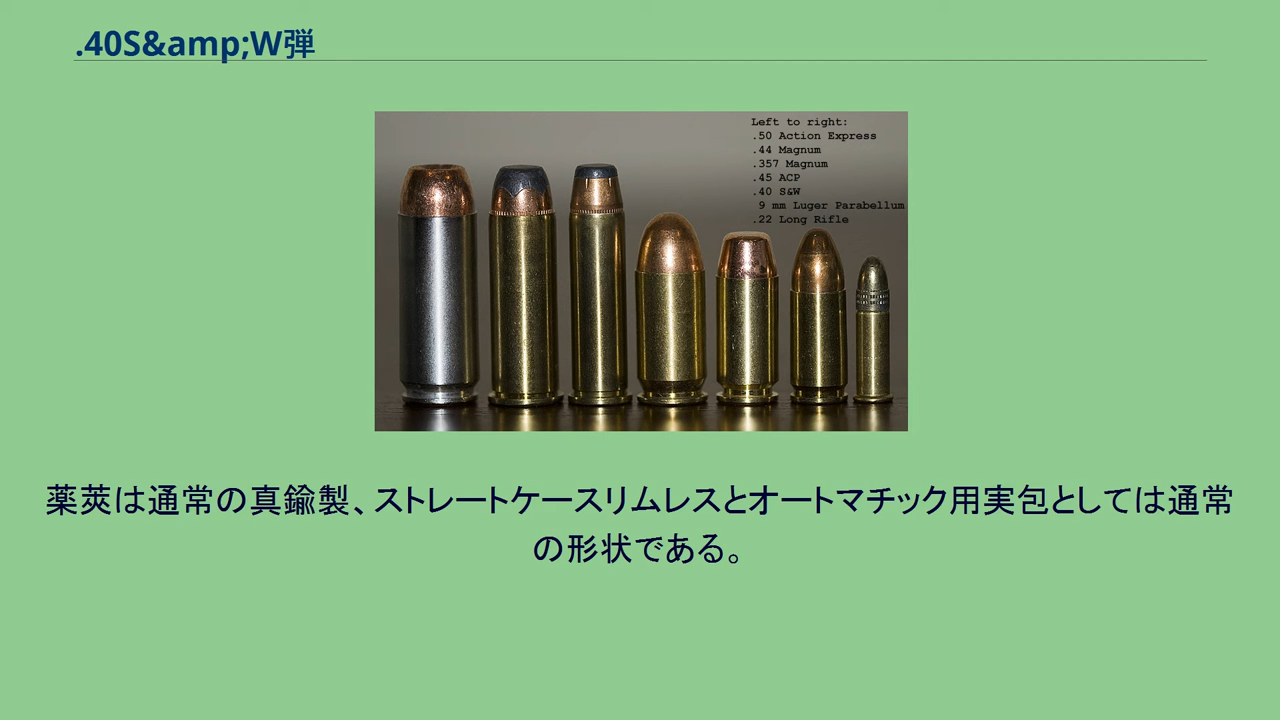 .40S&amp;W弾
Left to right:
.50 Action Express
.44 Magnum
.357 Magnum
.45 ACP
.40 S&W
9 mm Luger Parabellum
.22 Long Rifle
薬莢は通常の真鍮製、ストレートケースリムレスとオートマチック用実包としては通常
の形状である。